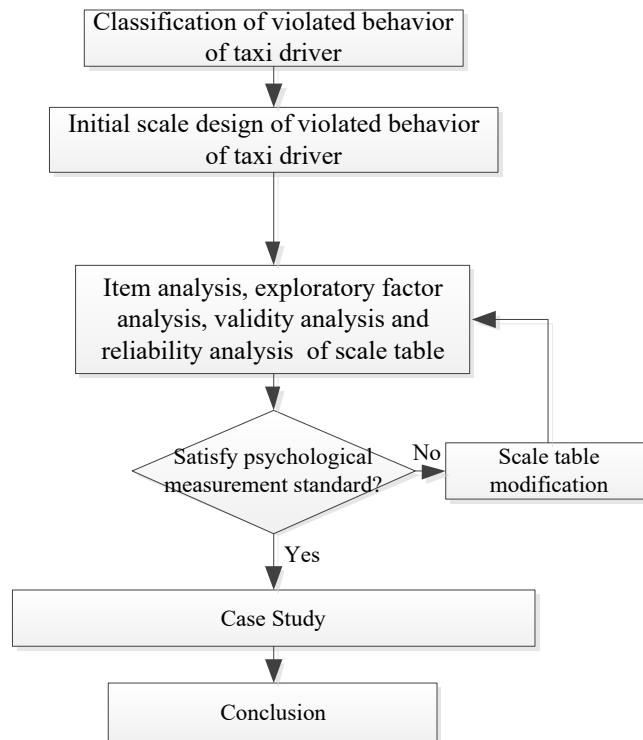 Classification of violated behavior
of taxi driver
Initial scale design of violated behavior
of taxi driver
Item analysis, exploratory factor
analysis, validity analysis and
reliability analysis of scale table
Satisfy psychological
measurement standard?
No
Scale table
modification
Yes
Case Study
Conclusion